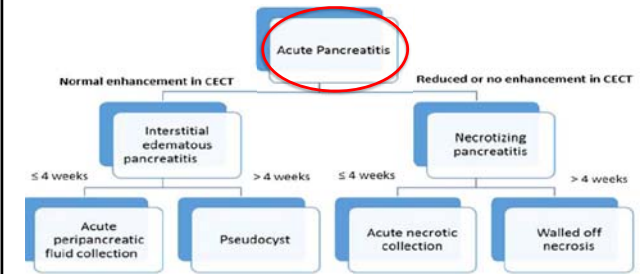 Acute Pancreatitis
Normal enhancement in CECT
Reduced or no enhancement in CECT
Interstitial
edematous
pancreatitis
Necrotizing
pancreatitis
≤ 4 weeks
> 4 weeks
≤ 4 weeks
> 4 weeks
Acute
peripancreatic
fluid collection
Pseudocyst
Acute necrotic
collection
Walled off
necrosis